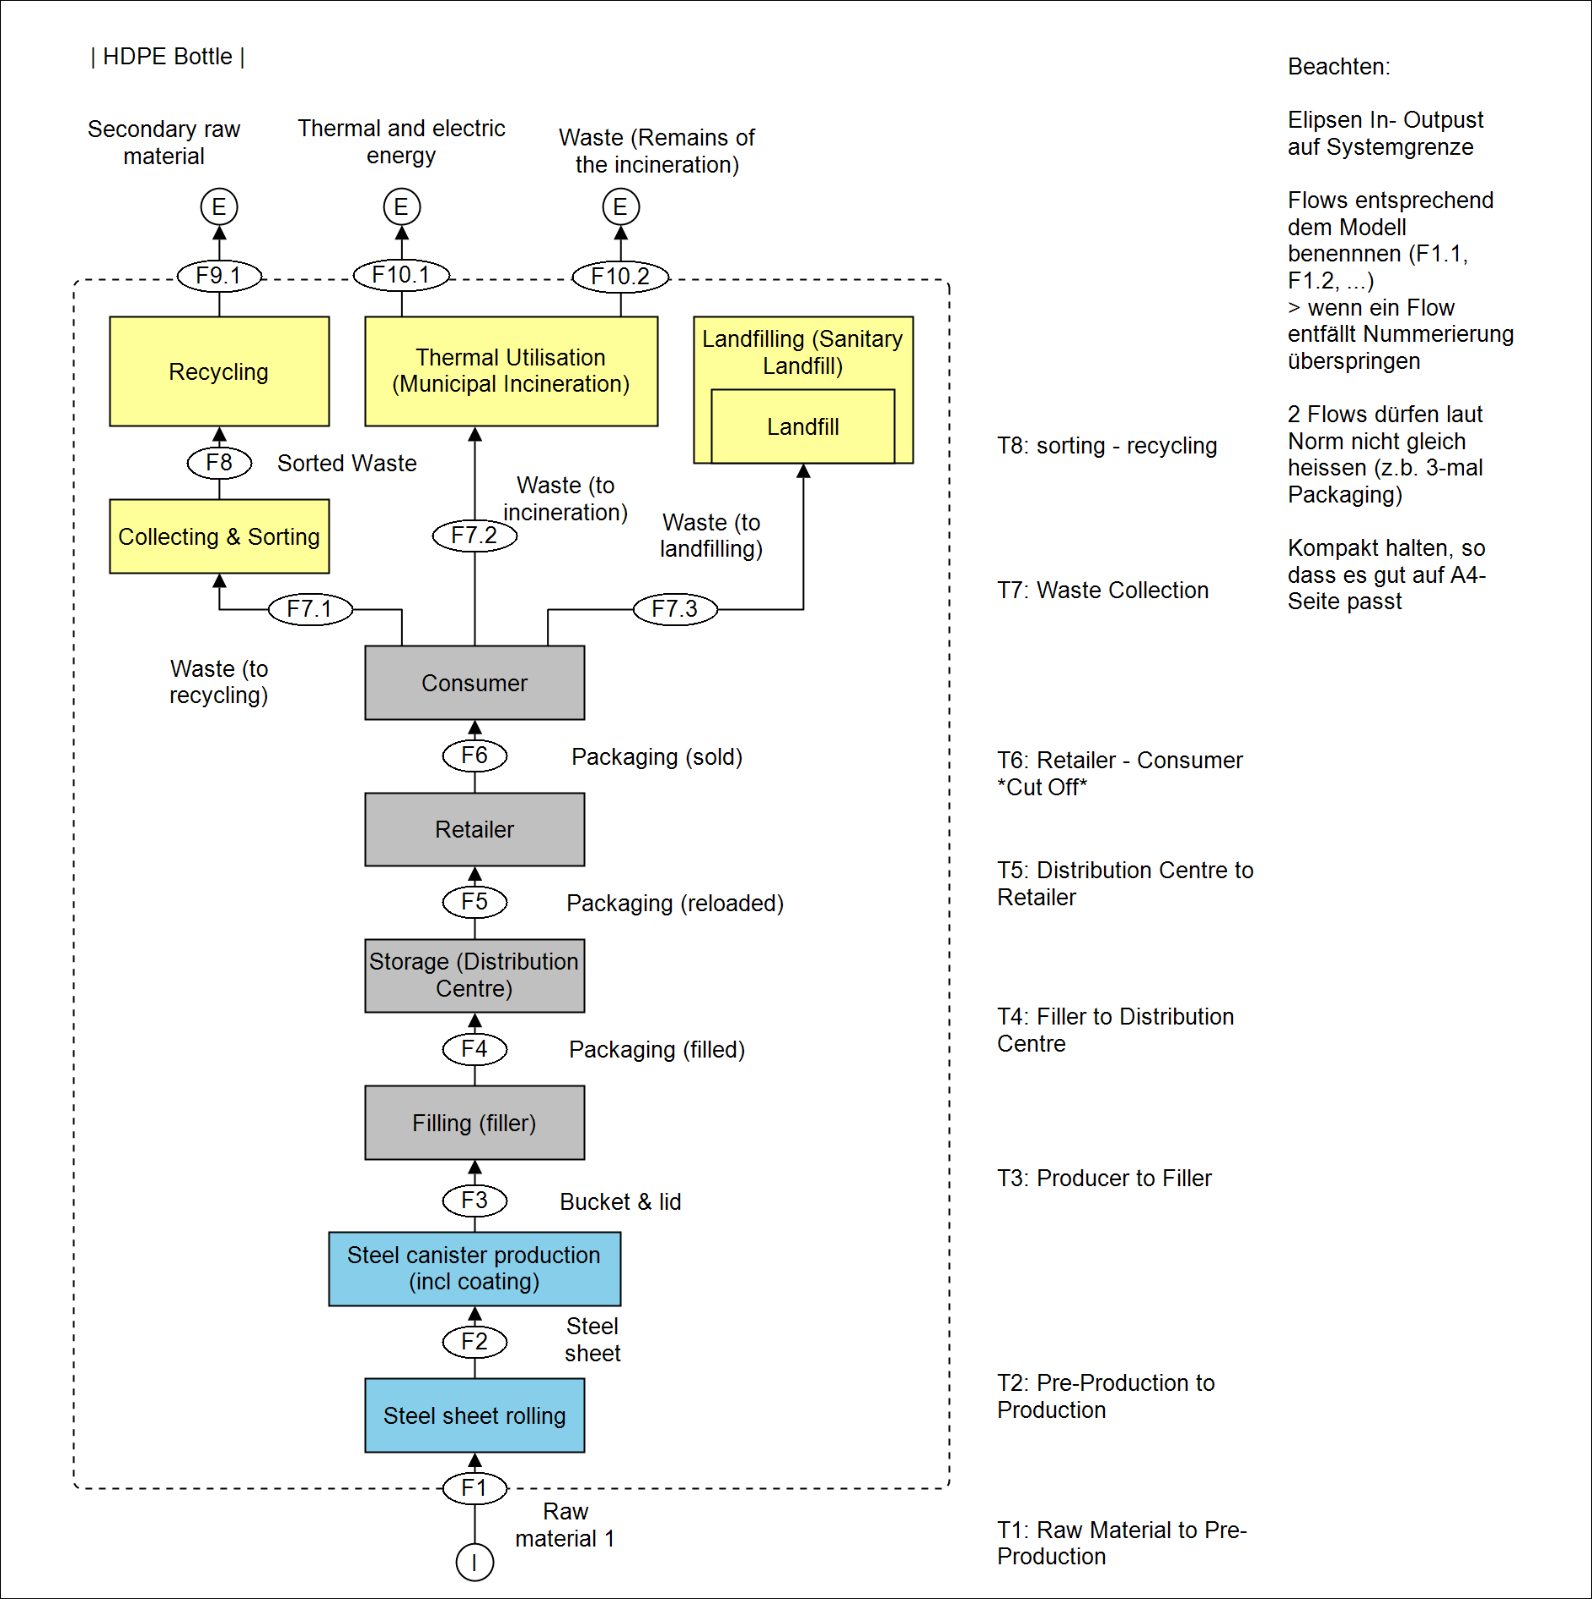 | HDPE Bottle |
Secondary raw
material
Thermal and electric
energy
Waste (Remains of
the incineration)
E
E
E
F9.1
F10.1
F10.2
Recycling
Thermal Utilisation
(Municipal Incineration)
Landfilling (Sanitary
Landfill)
Landfill
F8
Sorted Waste
Collecting & Sorting
Waste (to
incineration)
F7.2
Waste (to
landfilling)
F7.1
F7.3
Waste (to
recycling)
Consumer
F6
Packaging (sold)
Retailer
F5
Packaging (reloaded)
Storage (Distribution
Centre)
F4
Packaging (filled)
Filling (filler)
F3
Bucket & lid
Steel canister production
(incl coating)
F2
Steel
sheet
Steel sheet rolling
F1
Raw
material 1
I
T8: sorting - recycling
T7: Waste Collection
T6: Retailer - Consumer
*Cut Off*
T5: Distribution Centre to
Retailer
T4: Filler to Distribution
Centre
T3: Producer to Filler
T2: Pre-Production to
Production
T1: Raw Material to Pre-
Production
Beachten:
Elipsen In- Outpust
auf Systemgrenze
Flows entsprechend
dem Modell
benennnen (F1.1,
F1.2, ...)
> wenn ein Flow
entfällt Nummerierung
überspringen
2 Flows dürfen laut
Norm nicht gleich
heissen (z.b. 3-mal
Packaging)
Kompakt halten, so
dass es gut auf A4-
Seite passt